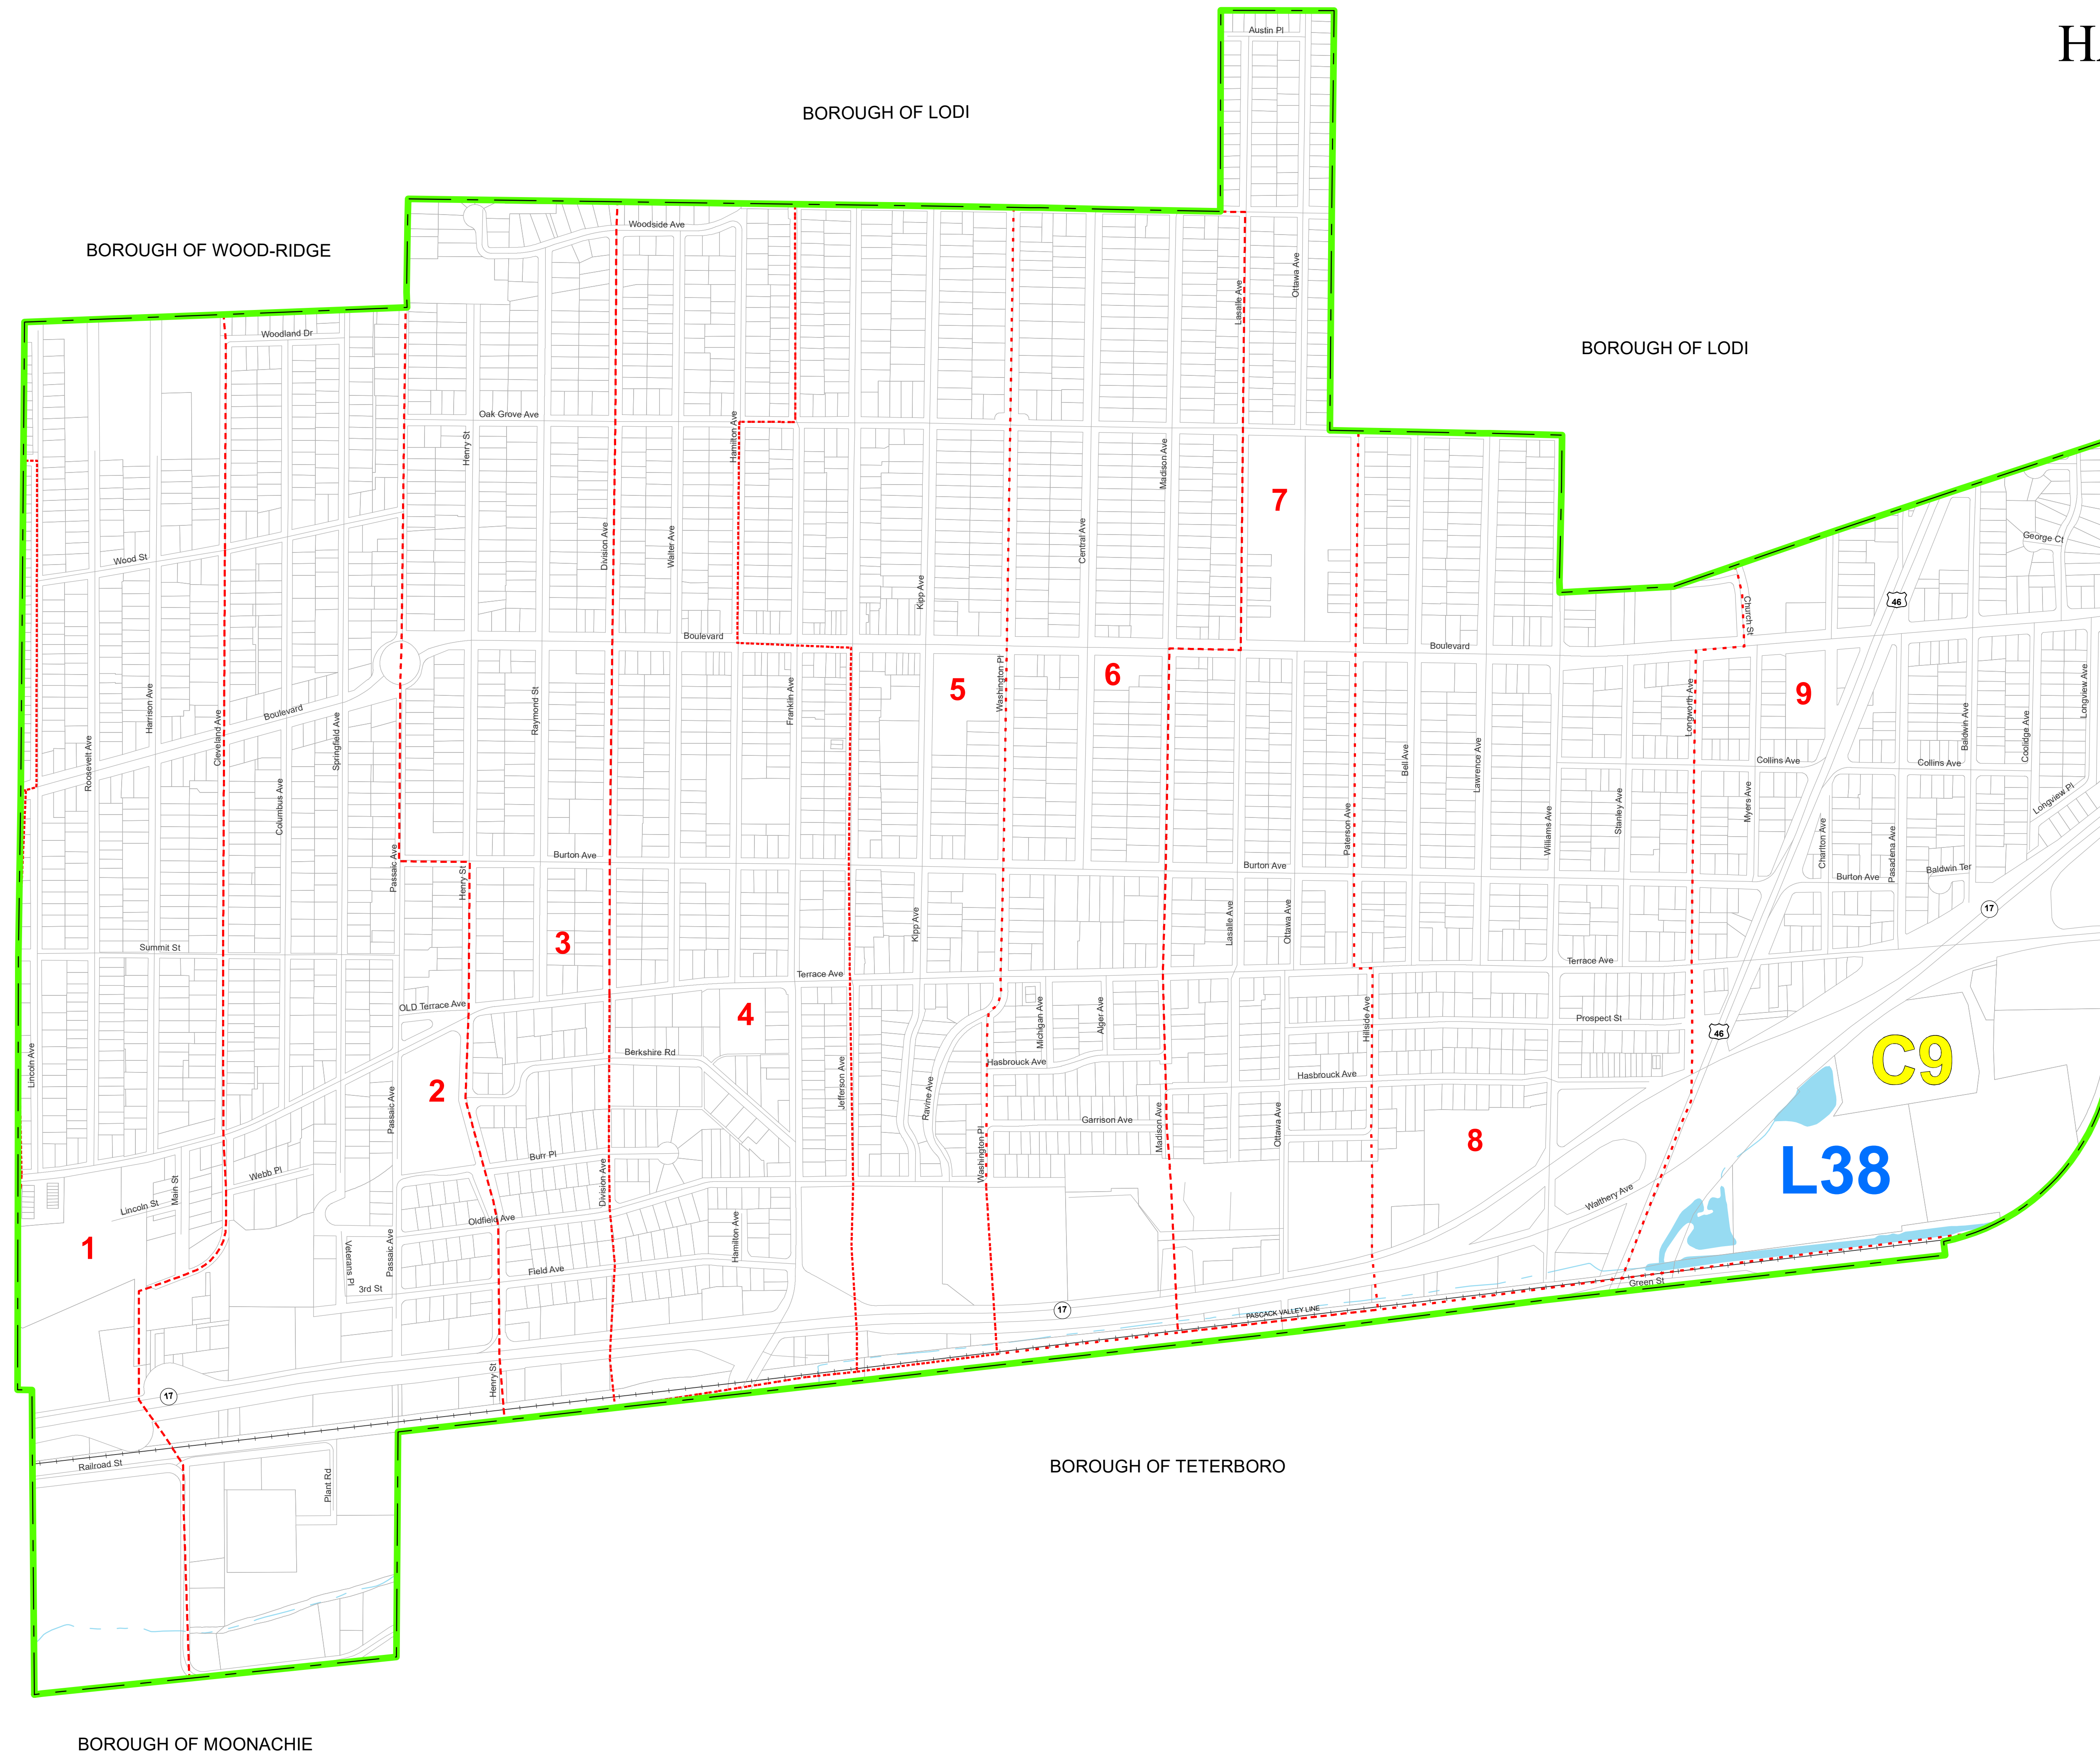 HA
Austin Pl
BOROUGH OF LODI
BOROUGH OF WOOD-RIDGE
Woodside Ave
Ottawa Ave
Lasalle Ave
Woodland Dr
BOROUGH OF LODI
Oak Grove Ave
Hamilton Ave
Henry St
Madison Ave
7
Division Ave
Walter Ave
Central Ave
George Ct
Wood St
Kipp Ave
46
Church St
Boulevard
Boulevard
5
6
Washington Pl
9
Harrison Ave
Boulevard
Cleveland Ave
Springfield Ave
Raymond St
Franklin Ave
Longworth Ave
Longview Ave
Roosevelt Ave
Columbus Ave
Bell Ave
Lawrence Ave
Collins Ave
Collins Ave
Baldwin Ave
Coolidge Ave
Longview Pl
Myers Ave
Stanley Ave
Williams Ave
Paterson Ave
Charlton Ave
Pasadena Ave
Passaic Ave
Henry St
Burton Ave
Burton Ave
Burton Ave
Baldwin Ter
17
3
Kipp Ave
Lasalle Ave
Ottawa Ave
Summit St
Terrace Ave
Terrace Ave
OLD Terrace Ave
4
Michigan Ave
Alger Ave
Hillside Ave
Prospect St
46
Lincoln Ave
Berkshire Rd
Hasbrouck Ave
Hasbrouck Ave
C9
2
Passaic Ave
Jefferson Ave
Ravine Ave
Garrison Ave
Madison Ave
Ottawa Ave
8
L38
Burr Pl
Washington Pl
Webb Pl
Main St
Lincoln St
Division Ave
Walthery Ave
1
Oldfield Ave
Hamilton Ave
Veterans Pl
Passaic Ave
Field Ave
3rd St
Green St
17
PASCACK VALLEY LINE
17
Henry St
Railroad St
Plant Rd
BOROUGH OF TETERBORO
BOROUGH OF MOONACHIE